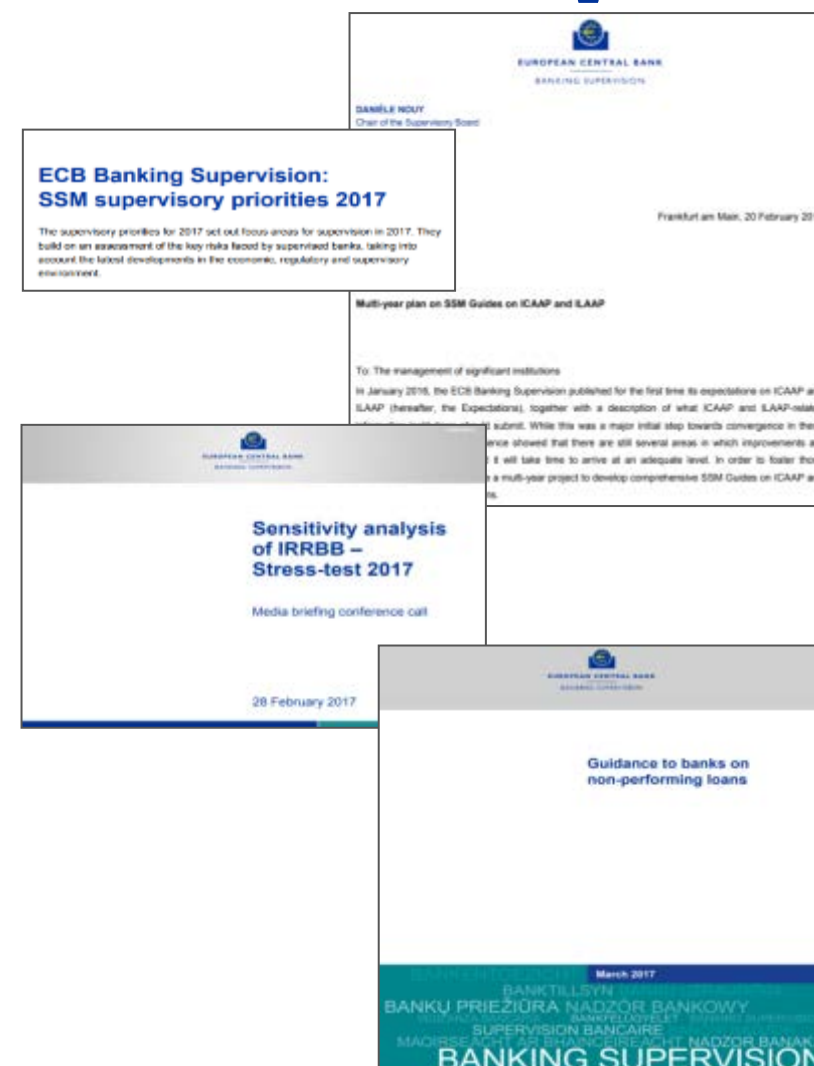 EUROPEAN CENTRAL BANK
BANKING SUPERVISION
DANIÈLE NOUY
Chair of the Supervisory Board
ECB Banking Supervision:
SSM supervisory priorities 2017
The supervisory priorities for 2017 set out focus areas for supervision in 2017. They
build on an assessment of the key risks faced by supervised banks, taking into
account the latest developments in the economic, regulatory and supervisory
environment.
Frankfurt am Main, 20 February 201
Multi-year plan on SSM Guides on ICAAP and ILAAP
To: The management of significant institutions
In January 2016, the ECB Banking Supervision published for the first time its expectations on ICAAP
ILAAP (hereafter, the Expectations), together with a description of what ICAAP and ILAAP-relate
submit. While this was a major initial step towards convergence in
showed that there are still several areas in which improvements
it will take time to arrive at an adequate level. In order to foster
a multi-year project to develop comprehensive SSM Guides on ICAAP
EUROPEAN CENTRAL BANK
BANKING SUPERVISION
Sensitivity analysis
of IRRBB –
Stress-test 2017
Media briefing conference call
28 February 2017
EUROPEAN CENTRAL BANK
BANKING SUPERVISION
Guidance to banks on
non-performing loans
March 2017
BANKTILLSYN
BANKŲ PRIEŽIŪRA NADZÓR BANKOWY
BANKFELÜGYELET
SUPERVISION BANCAIRE
MAOIRSEACHT AR BHAINCÉIREACHT NADZOR BANAK
BANKING SUPERVISION